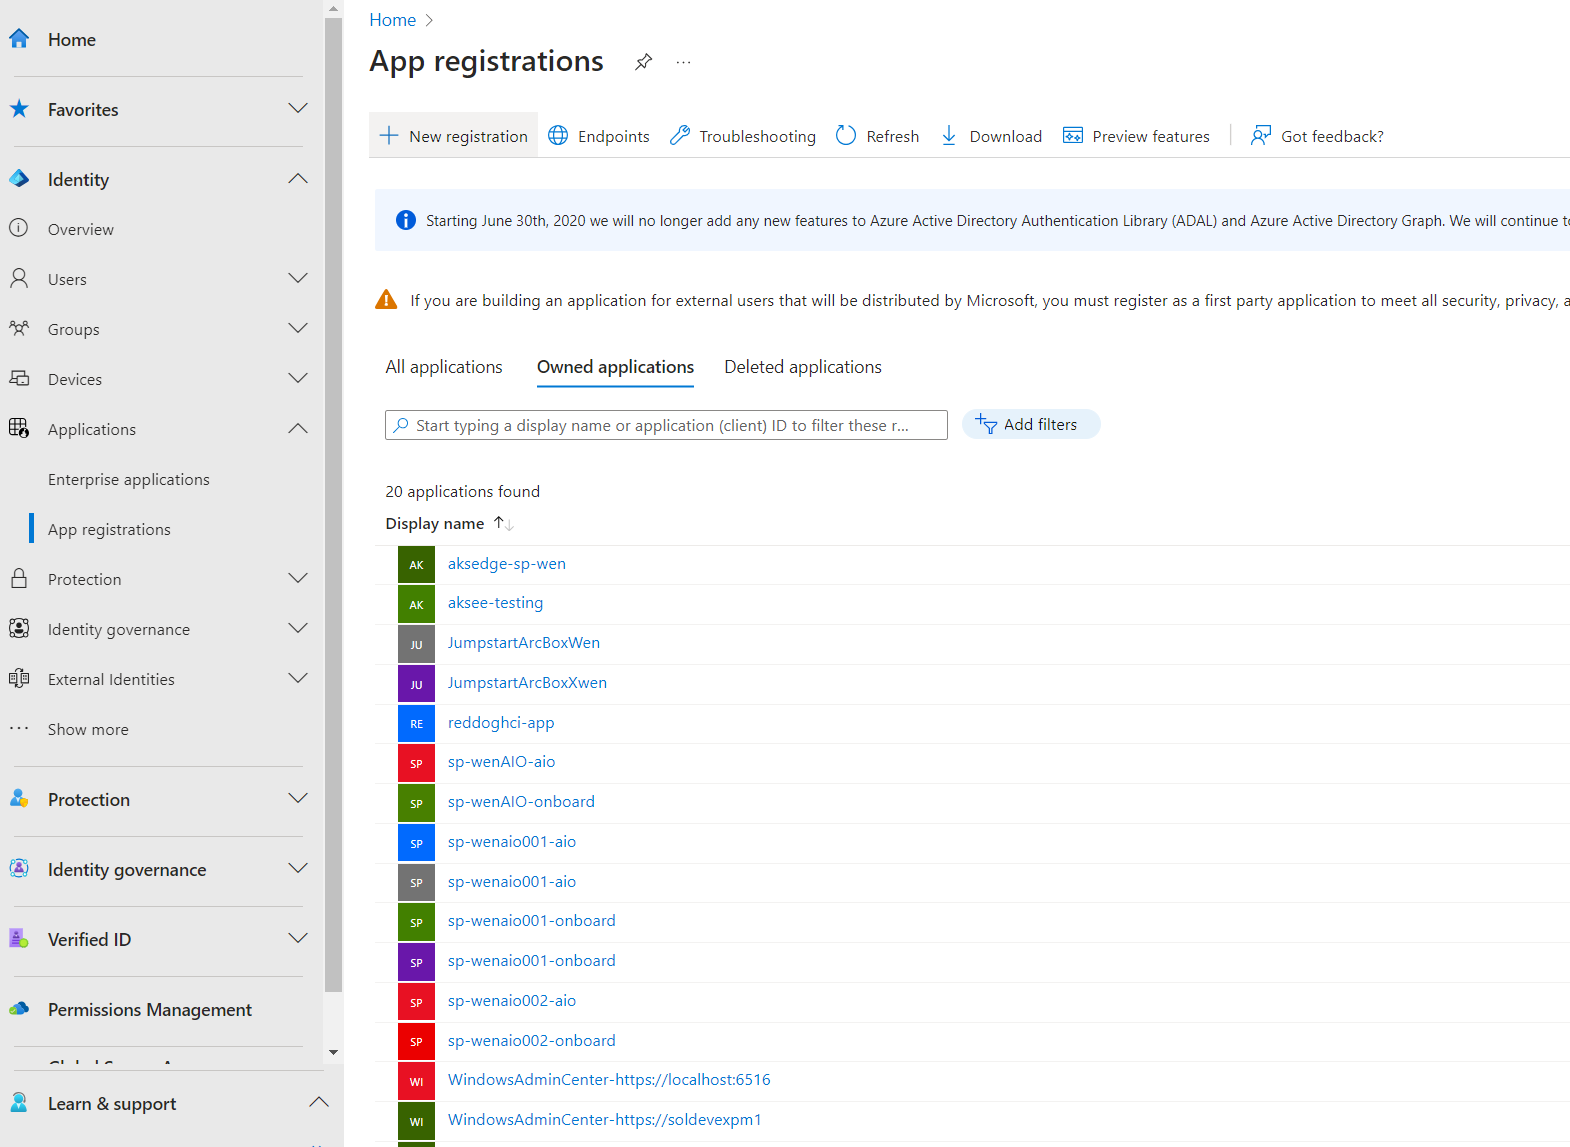 Home
Favorites
Identity
Overview
Users
Groups
Devices
Applications
Enterprise applications
App registrations
Protection
Identity governance
External Identities
Show more
Protection
Identity governance
Verified ID
Permissions Management
Learn & support
Home
App registrations
New registration
Endpoints
Troubleshooting
Refresh
Download
Preview features
Got feedback?
Starting June 30th, 2020 we will no longer add any new features to Azure Active Directory Authentication Library (ADAL) and Azure Active Directory Graph. We will continue
If you are building an application for external users that will be distributed by Microsoft, you must register as a first party application to meet all security, privacy,
All applications Owned applications Deleted applications
Start typing a display name or application (client) ID to filter these r...
Add filters
20 applications found
Display name
AK aksedge-sp-wen
AK aksee-testing
JU JumpstartArcBoxWen
JU JumpstartArcBoxXwen
RE reddoghci-app
SP sp-wenAIO-aio
SP sp-wenAIO-onboard
SP sp-wenaio001-aio
SP sp-wenaio001-aio
SP sp-wenaio001-onboard
SP sp-wenaio001-onboard
SP sp-wenaio002-aio
SP sp-wenaio002-onboard
WI WindowsAdminCenter-https://localhost:6516
WI WindowsAdminCenter-https://soldevexpm1